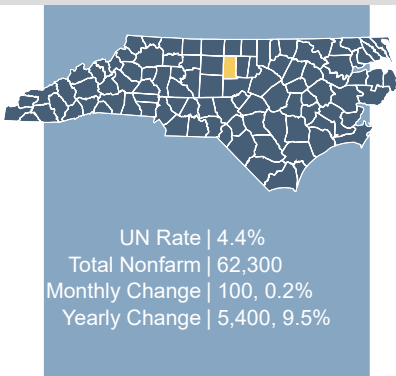 UN Rate | 4.4%
Total Nonfarm | 62,300
Monthly Change | 100, 0.2%
Yearly Change | 5,400, 9.5%